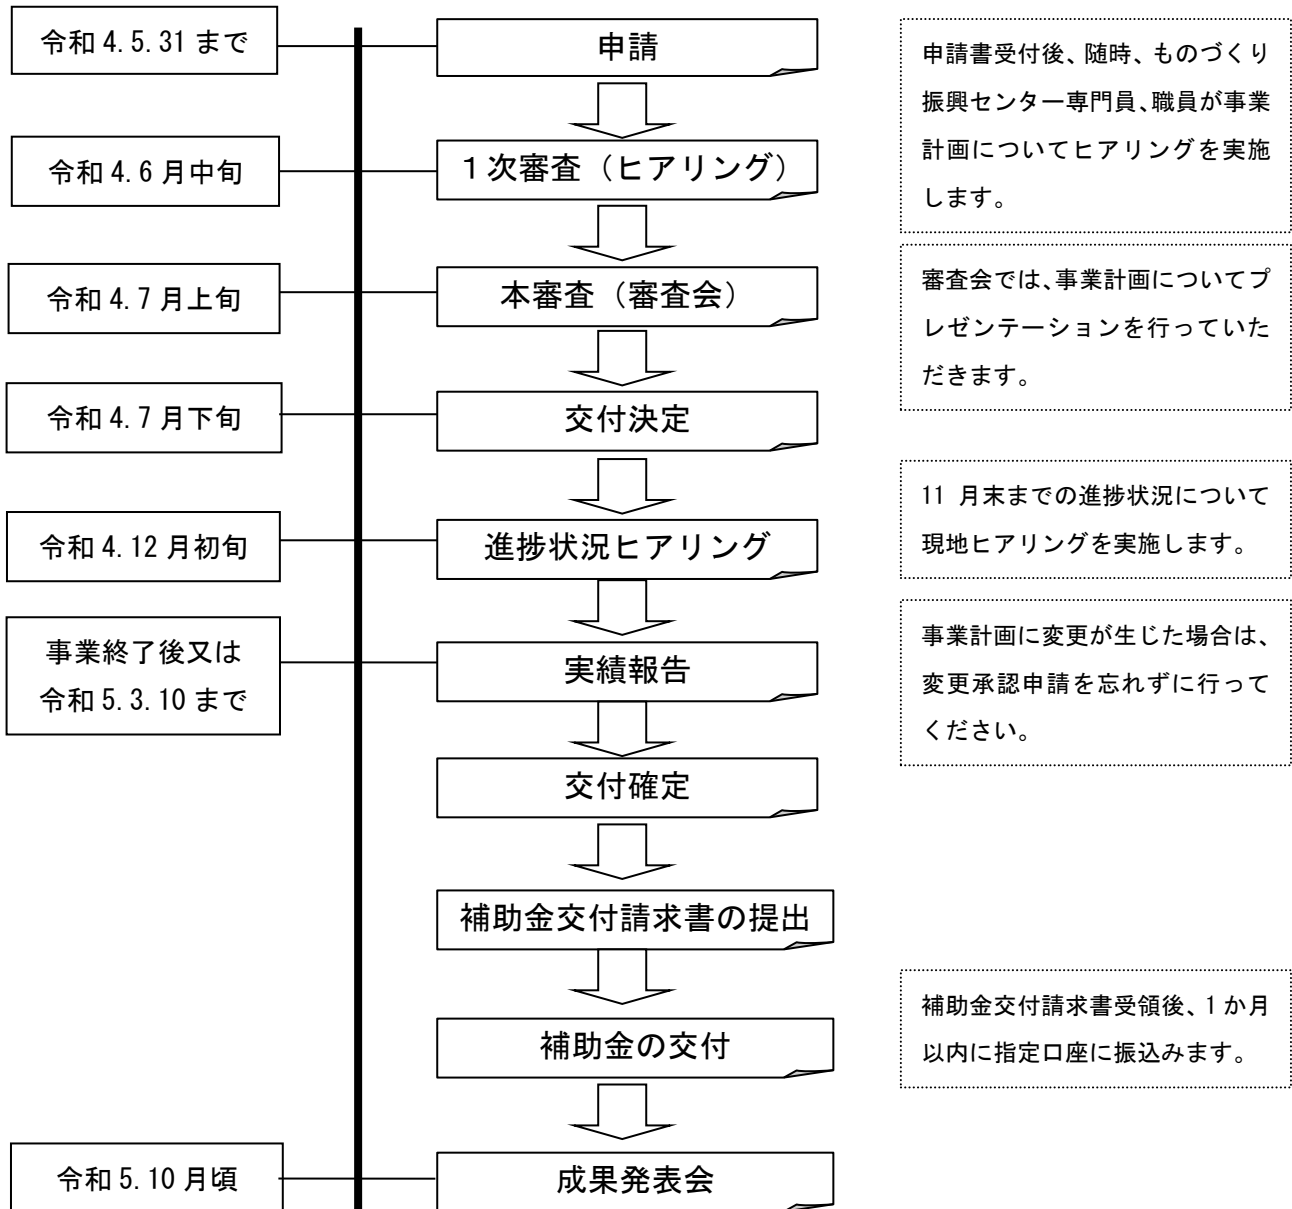 令和 4.5.31 まで
申請
申請書受付後、随時、ものづくり
振興センター専門員、職員が事業
計画についてヒアリングを実施
します。
令和 4.6 月中旬
１次審査（ヒアリング）
令和 4.7 月上旬
本審査（審査会）
審査会では、事業計画についてプ
レゼンテーションを行っていた
だきます。
令和 4.7 月下旬
交付決定
令和 4.12 月初旬
進捗状況ヒアリング
11 月末までの進捗状況について
現地ヒアリングを実施します。
事業終了後又は
令和 5.3.10 まで
実績報告
事業計画に変更が生じた場合は、
変更承認申請を忘れずに行って
ください。
交付確定
補助金交付請求書の提出
補助金の交付
補助金交付請求書受領後、1 か月
以内に指定口座に振込みます。
令和 5.10 月頃
成果発表会